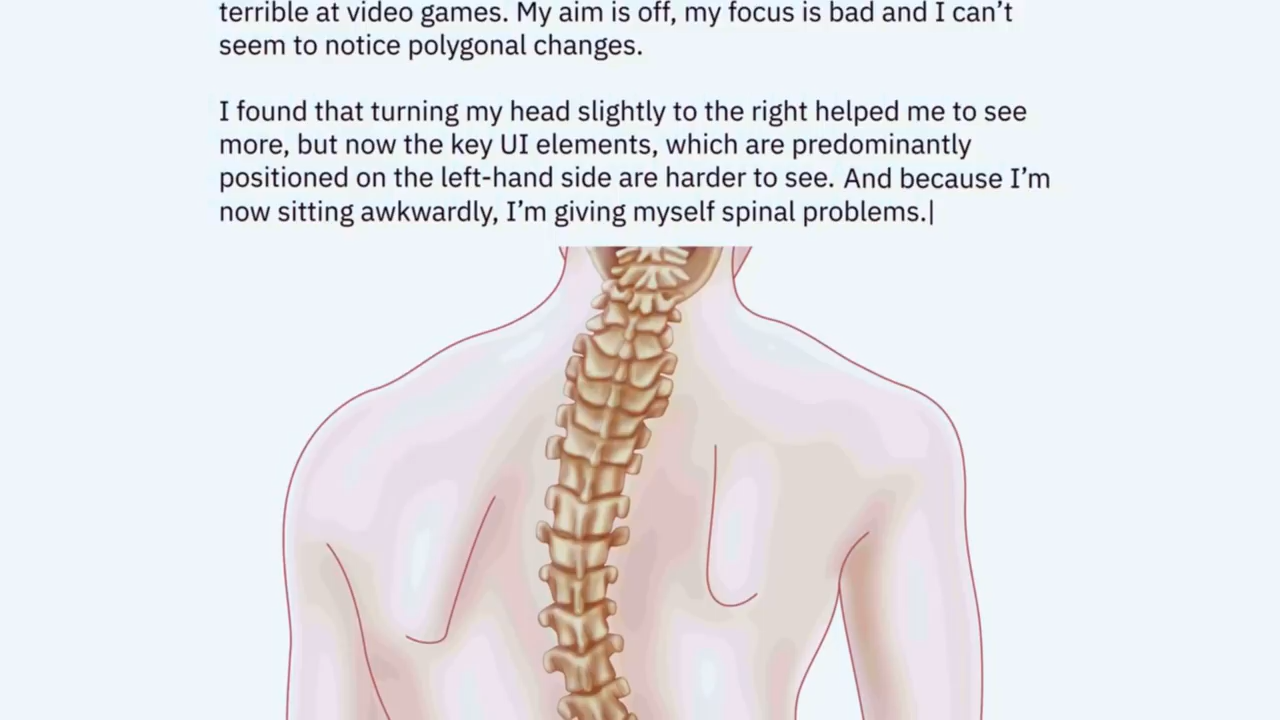 terrible at video games. My aim is off, my focus is bad and I can’t
seem to notice polygonal changes.
I found that turning my head slightly to the right helped me to see
more, but now the key UI elements, which are predominantly
positioned on the left-hand side are harder to see. And because I’m
now sitting awkwardly, I’m giving myself spinal problems.|